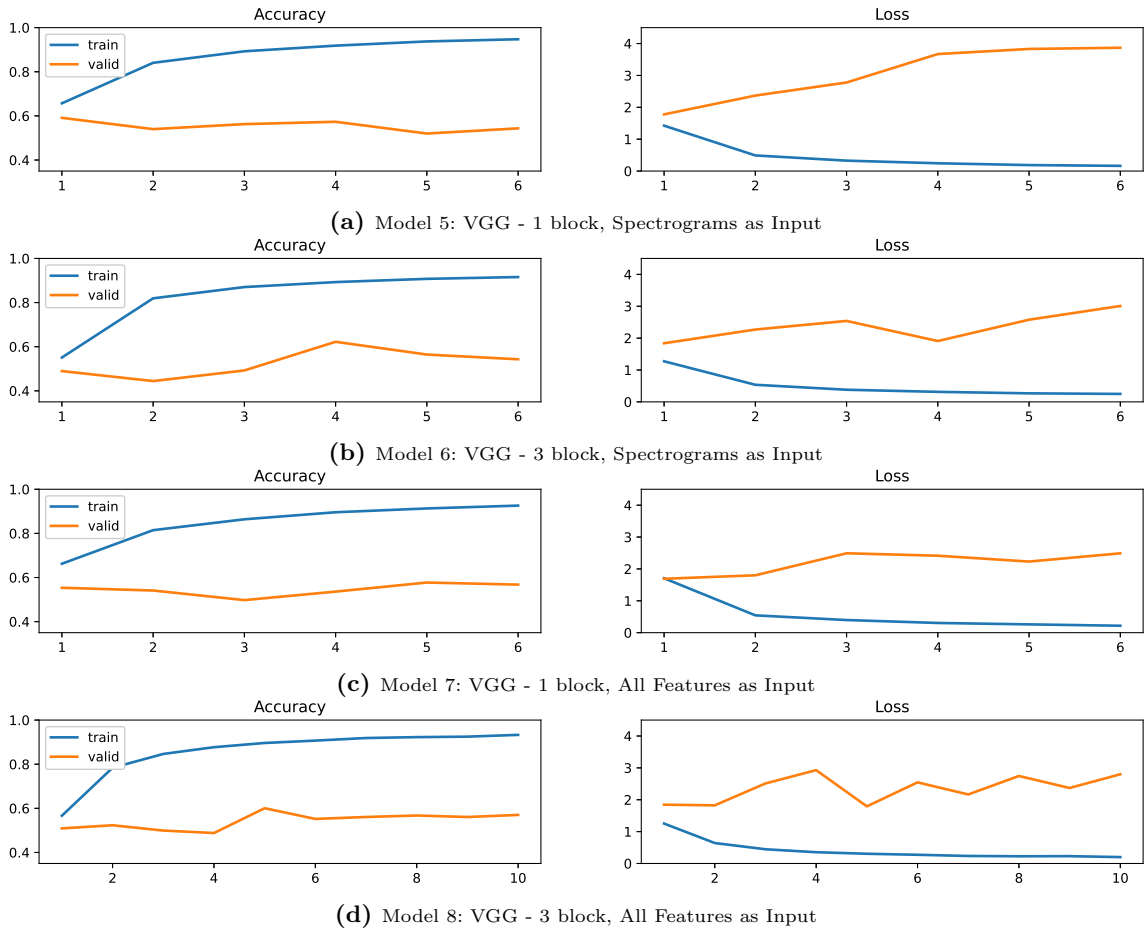 Accuracy
Loss
1.0
0.8
0.6
0.4
train
valid
1 2 3 4 5 6
4
3
2
1
0
1 2 3 4 5 6
(a) Model 5: VGG - 1 block, Spectrograms as Input
Accuracy
Loss
1.0
0.8
0.6
0.4
train
valid
1 2 3 4 5 6
4
3
2
1
0
1 2 3 4 5 6
(b) Model 6: VGG - 3 block, Spectrograms as Input
Accuracy
Loss
1.0
0.8
0.6
0.4
train
valid
1 2 3 4 5 6
4
3
2
1
0
1 2 3 4 5 6
(c) Model 7: VGG - 1 block, All Features as Input
Accuracy
Loss
1.0
0.8
0.6
0.4
train
valid
2 4 6 8 10
4
3
2
1
0
2 4 6 8 10
(d) Model 8: VGG - 3 block, All Features as Input